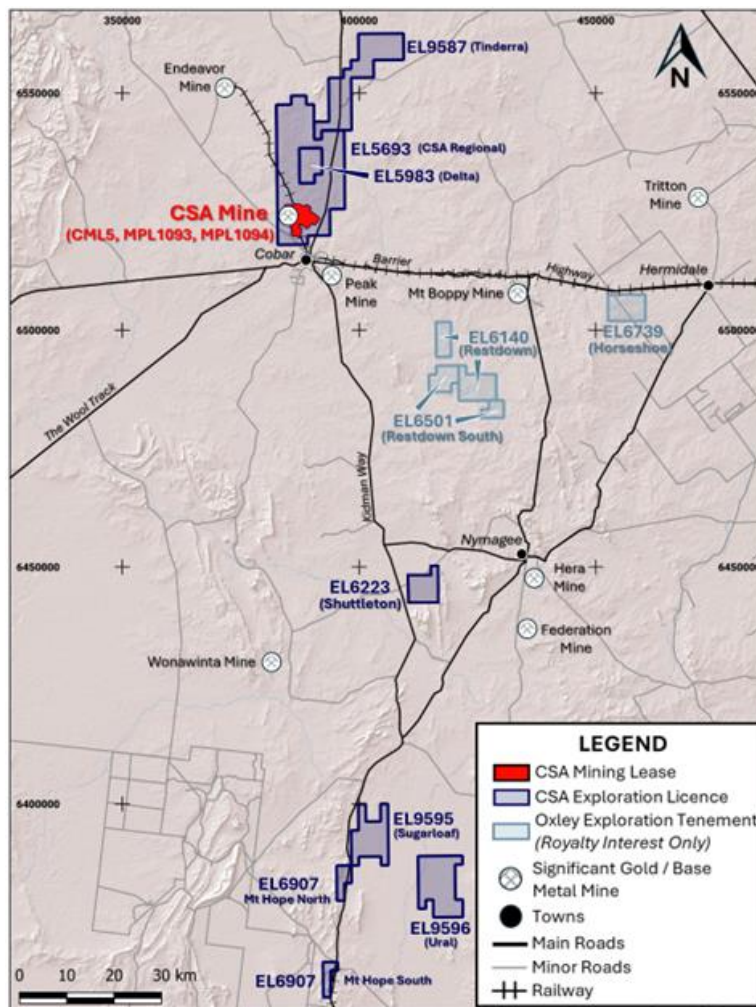 350000
400000
450000
EL9587 (Tinderra)
N
Endeavor
Mine
6550000
6550000
EL5693 (CSA Regional)
EL5983 (Delta)
Tritton
Mine
CSA Mine
(CML5, MPL1093, MPL1094)
Cobar
Barrier
Highway
Hermidale
Peak
Mine
Mt Boppy Mine
6500000
EL6140
(Restdown)
EL6739
(Horseshoe)
EL6501
(Restdown South)
The Wool Track
Kidman Way
Nymagee
6450000
6450000
EL6223
(Shuttleton)
Hera
Mine
Federation
Mine
Wonawinta Mine
6400000
EL9595
(Sugarloaf)
EL6907
Mt Hope North
EL9596
(Ural)
EL6907
Mt Hope South
0 10 20 30 km
LEGEND
CSA Mining Lease
CSA Exploration Licence
Oxley Exploration Tenement
(Royalty Interest Only)
Significant Gold / Base
Metal Mine
Towns
Main Roads
Minor Roads
Railway